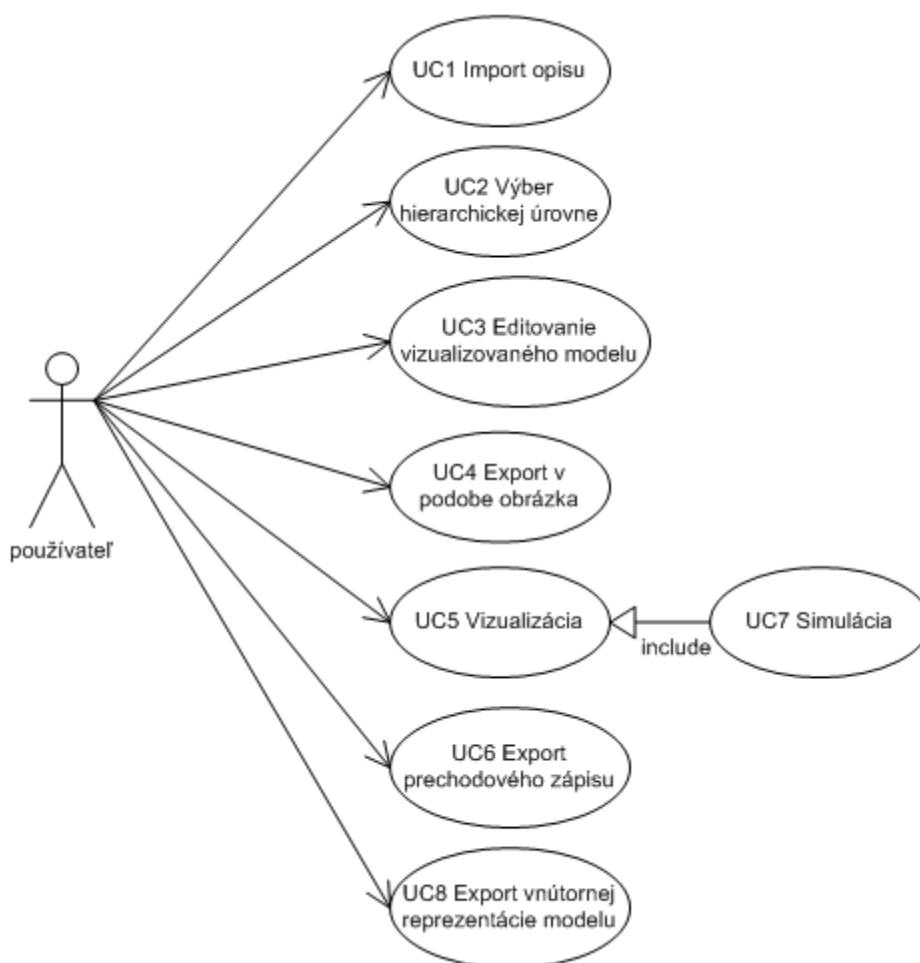 UC1 Import opisu
UC2 Výber
hierarchickej úrovne
UC3 Editovanie
vizualizovaného modelu
používateľ
UC4 Export v
podobe obrázka
UC5 Vizualizácia
include
UC7 Simulácia
UC6 Export
prechodového zápisu
UC8 Export vnútornej
reprezentácie modelu